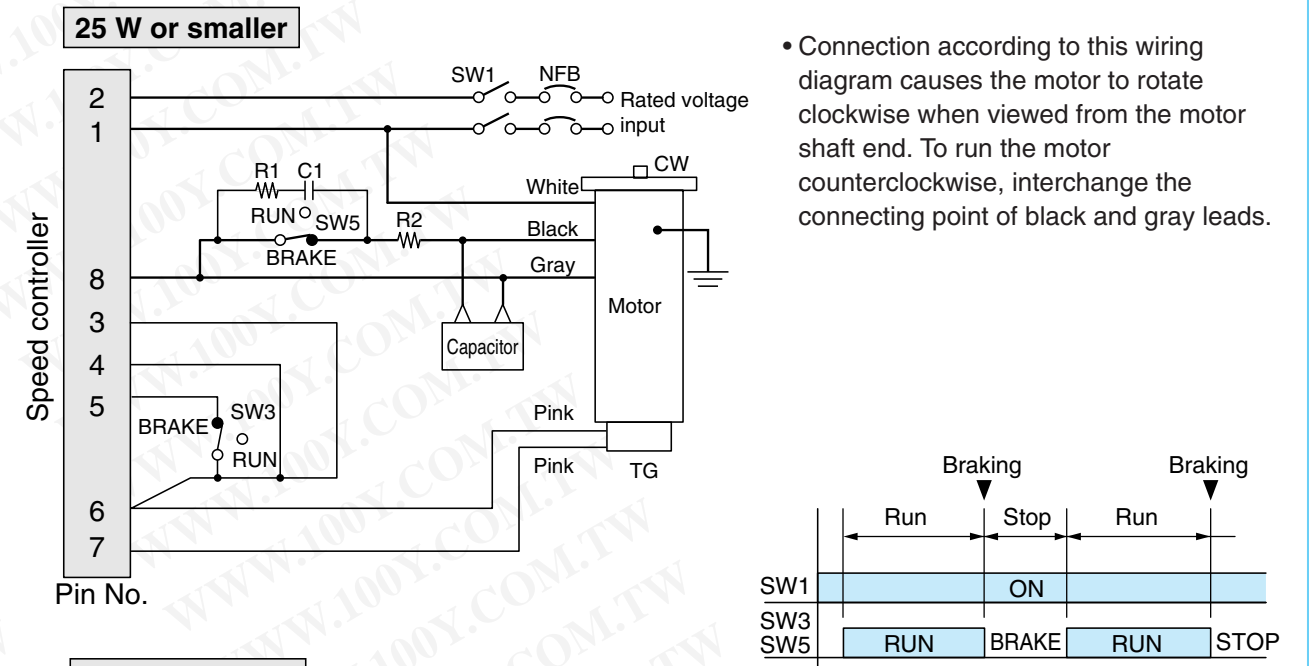 25 W or smaller
SW1 NFB
2
Rated voltage
1
input
R1 C1
CW
White
RUN SW5 R2
Black
BRAKE
Gray
8
Motor
3
Capacitor
4
5
SW3
BRAKE
RUN
Pink
Pink
TG
6
7
Speed controller
Pin No.
• Connection according to this wiring
diagram causes the motor to rotate
clockwise when viewed from the motor
shaft end. To run the motor
counterclockwise, interchange the
connecting point of black and gray leads.
Braking Braking
Run Stop Run
SW1 ON
SW3
SW5 RUN BRAKE RUN STOP
WWW.100Y.COM.TW